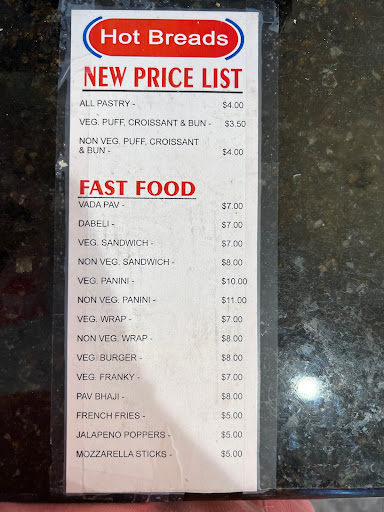 Hot Breads
NEW PRICE LIST
ALL PASTRY - $4.00
VEG. PUFF, CROISSANT & BUN - $3.50
NON VEG. PUFF, CROISSANT
& BUN - $4.00
FAST FOOD
VADA PAV - $7.00
DABELI - $7.00
VEG. SANDWICH - $7.00
NON VEG. SANDWICH - $8.00
VEG. PANINI - $10.00
NON VEG. PANINI - $11.00
VEG. WRAP - $7.00
NON VEG. WRAP - $8.00
VEG. BURGER - $8.00
VEG. FRANKY - $7.00
PAV BHAJI - $8.00
FRENCH FRIES - $5.00
JALAPENO POPPERS - $5.00
MOZZARELLA STICKS - $5.00